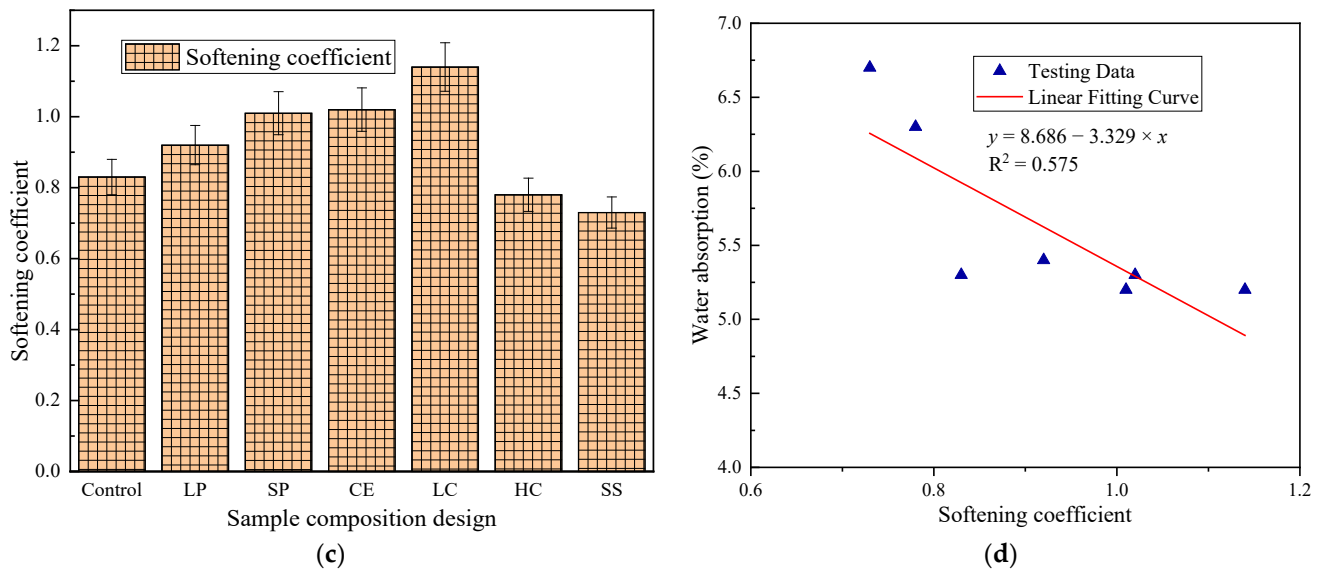 Softening coefficient
1.2
1.0
0.8
0.6
0.4
0.2
0.0
Softening coefficient
Control LP SP CE LC HC SS
Sample composition design
(c)
7.0
6.5
6.0
5.5
5.0
4.5
4.0
Water absorption (%)
Testing Data
Linear Fitting Curve
y = 8.686 − 3.329 × x
R² = 0.575
0.6 0.8 1.0 1.2
Softening coefficient
(d)